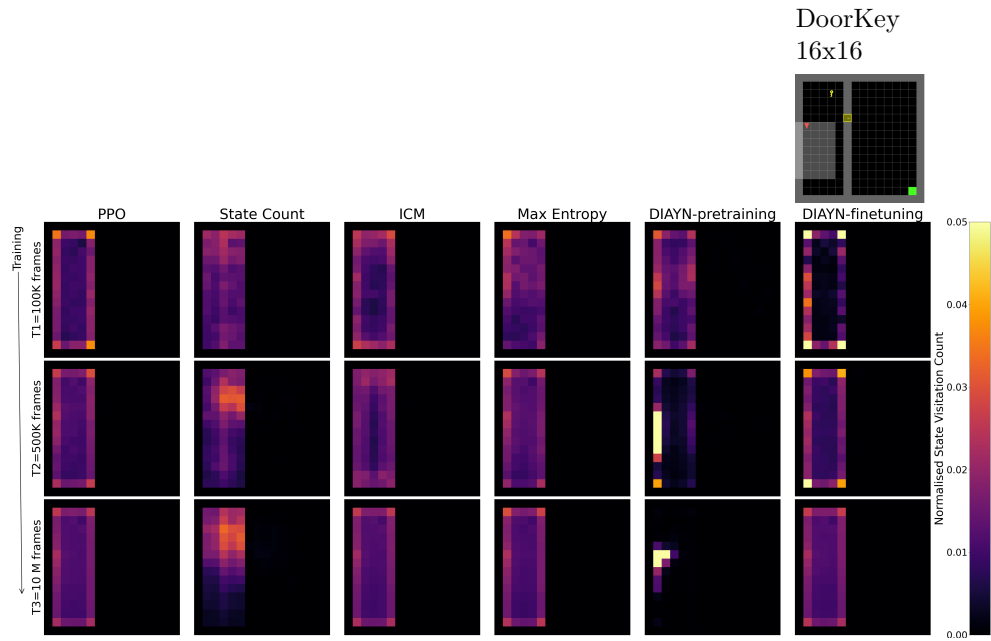 DoorKey
16x16
PPO
State Count
ICM
Max Entropy
DIAYN-pretraining
DIAYN-finetuning
Training
T1=100K frames
T2=500K frames
T3=10 M frames
0.05
0.04
0.03
0.02
0.01
0.00
Normalised State Visitation Count